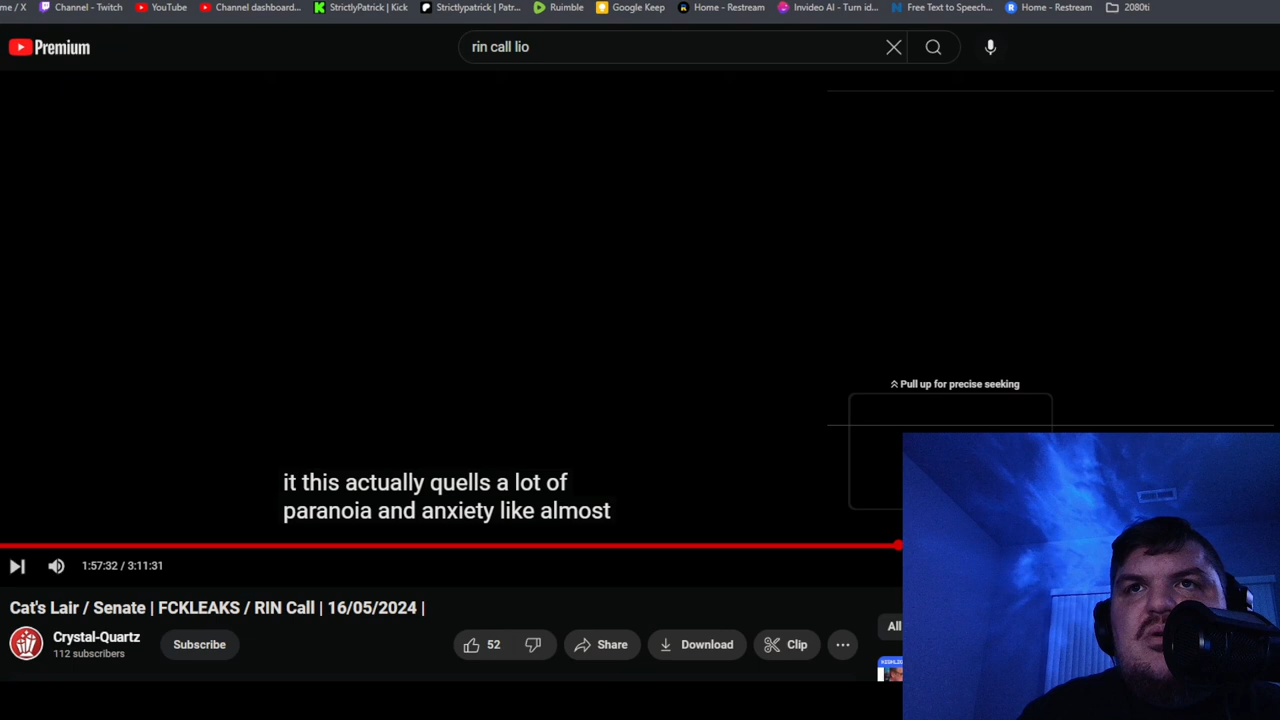 me / X
Channel - Twitch
YouTube
Channel dashboard...
StrictlyPatrick | Kick
Strictlypatrick | Patr...
Rumble
Google Keep
Home - Restream
Invideo AI - Turn id...
Free Text to Speech...
Home - Restream
2080ti
Premium
rin call lio
Pull up for precise seeking
it this actually quells a lot of
paranoia and anxiety like almost
1:57:32 / 3:11:31
Cat's Lair / Senate | FCKLEAKS / RIN Call | 16/05/2024 |
All
Crystal-Quartz
112 subscribers
Subscribe
52
Share
Download
Clip